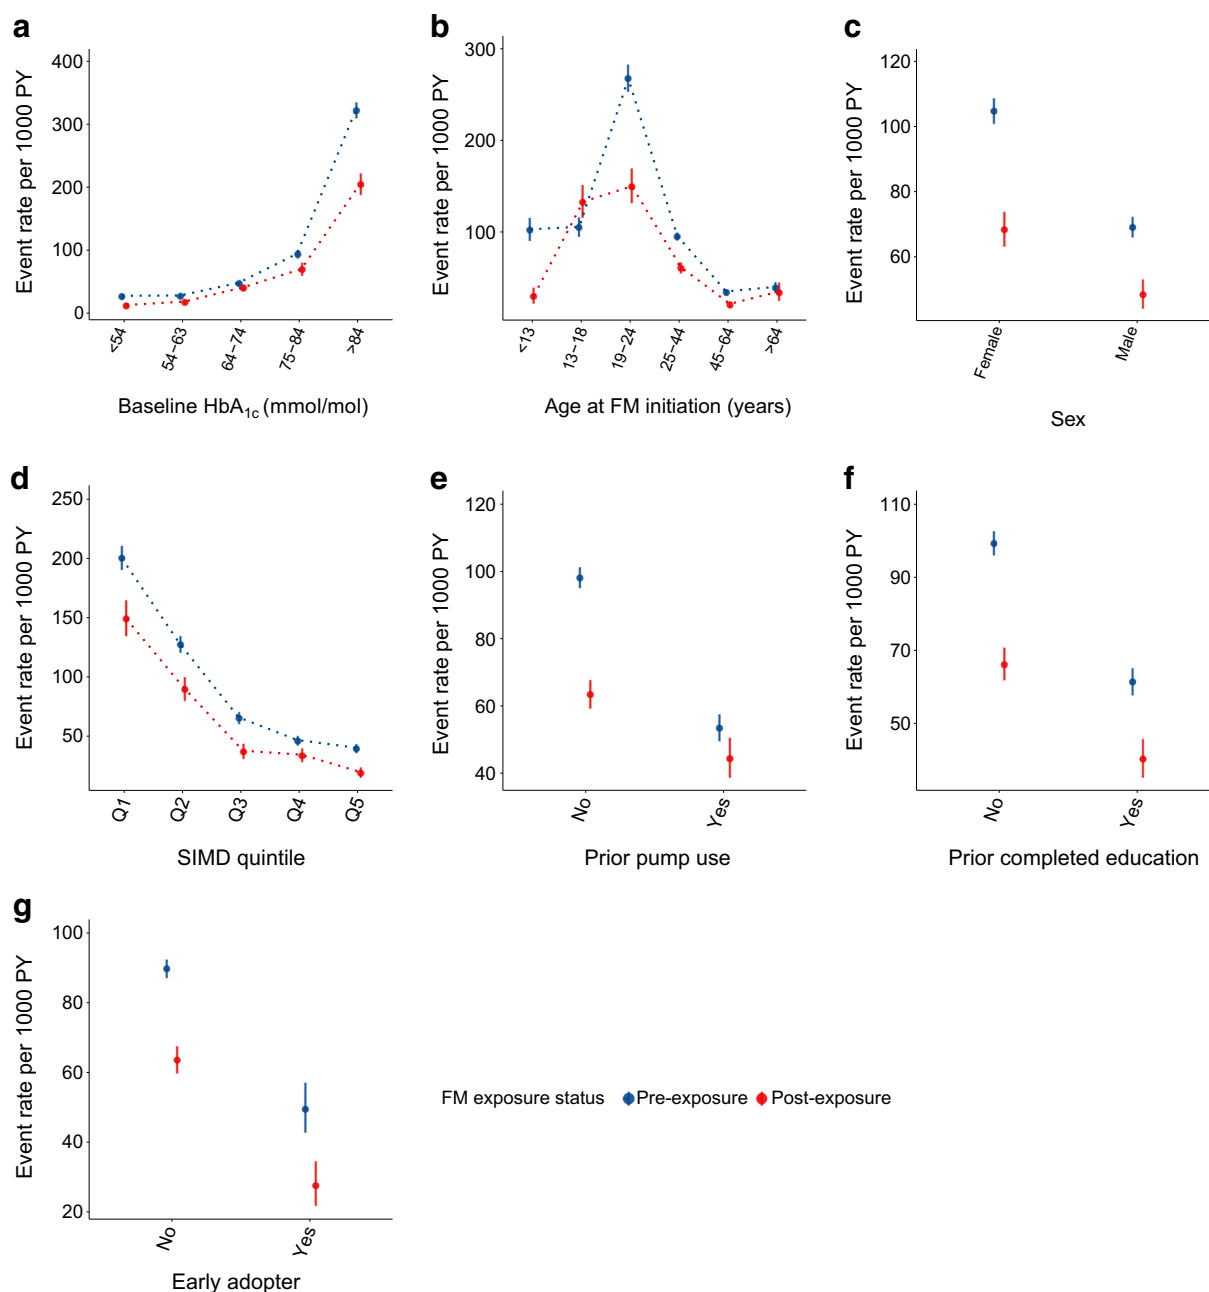 a
Event rate per 1000 PY
400
300
200
100
0
<54
54–63
64–74
75–84
>84
Baseline HbA1c (mmol/mol)
b
Event rate per 1000 PY
300
200
100
<13
13–18
19–24
25–44
45–64
>64
Age at FM initiation (years)
c
Event rate per 1000 PY
120
100
80
60
Female
Male
Sex
d
Event rate per 1000 PY
250
200
150
100
50
Q1
Q2
Q3
Q4
Q5
SIMD quintile
e
Event rate per 1000 PY
120
100
80
60
40
No
Yes
Prior pump use
f
Event rate per 1000 PY
110
90
70
50
No
Yes
Prior completed education
g
Event rate per 1000 PY
100
80
60
40
20
No
Yes
Early adopter
FM exposure status Pre-exposure Post-exposure